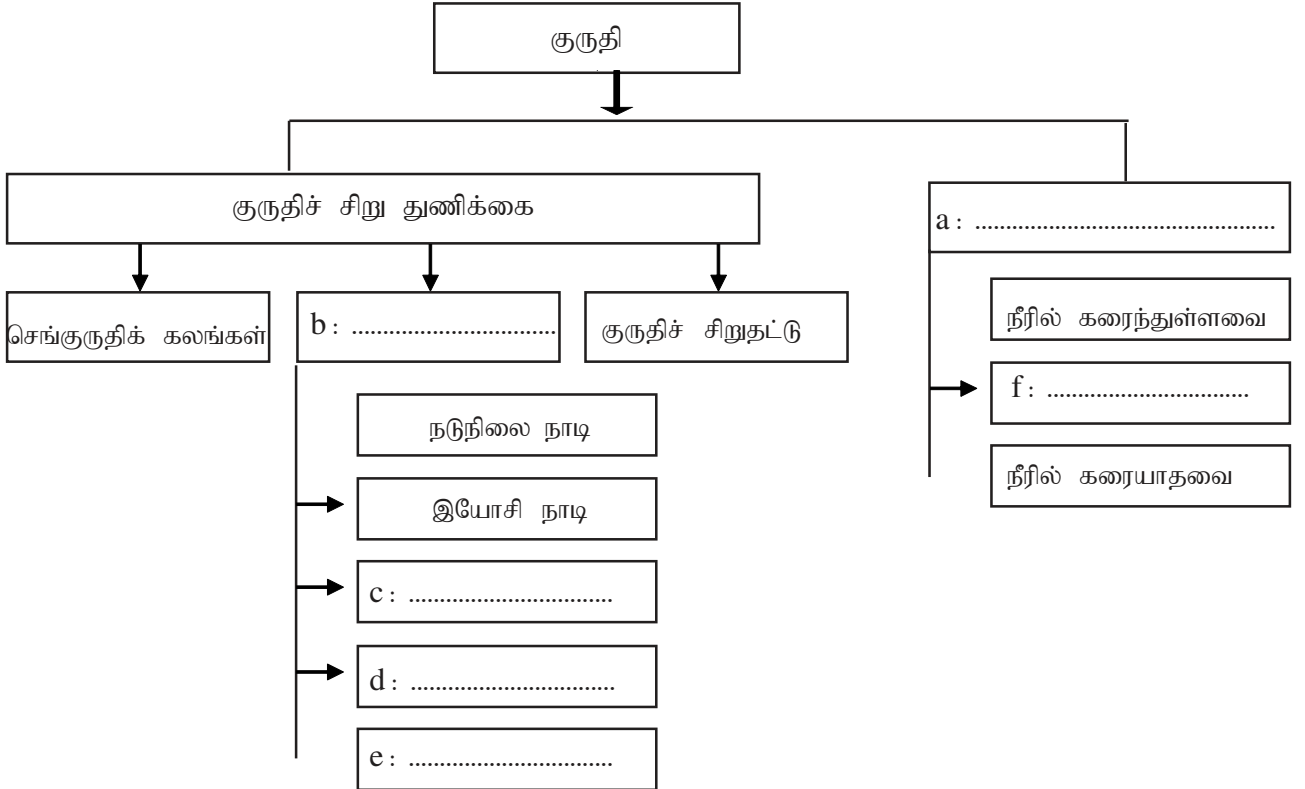 குருதி
குருதிச் சிறு துணிக்கை
a : ................................................
செங்குருதிக் கலங்கள்
b : .................................
குருதிச் சிறுதட்டு
நீரில் கரைந்துள்ளவை
f : .................................
நீரில் கரையாதவை
நடுநிலை நாடி
இயோசி நாடி
c : .................................
d : .................................
e : .................................